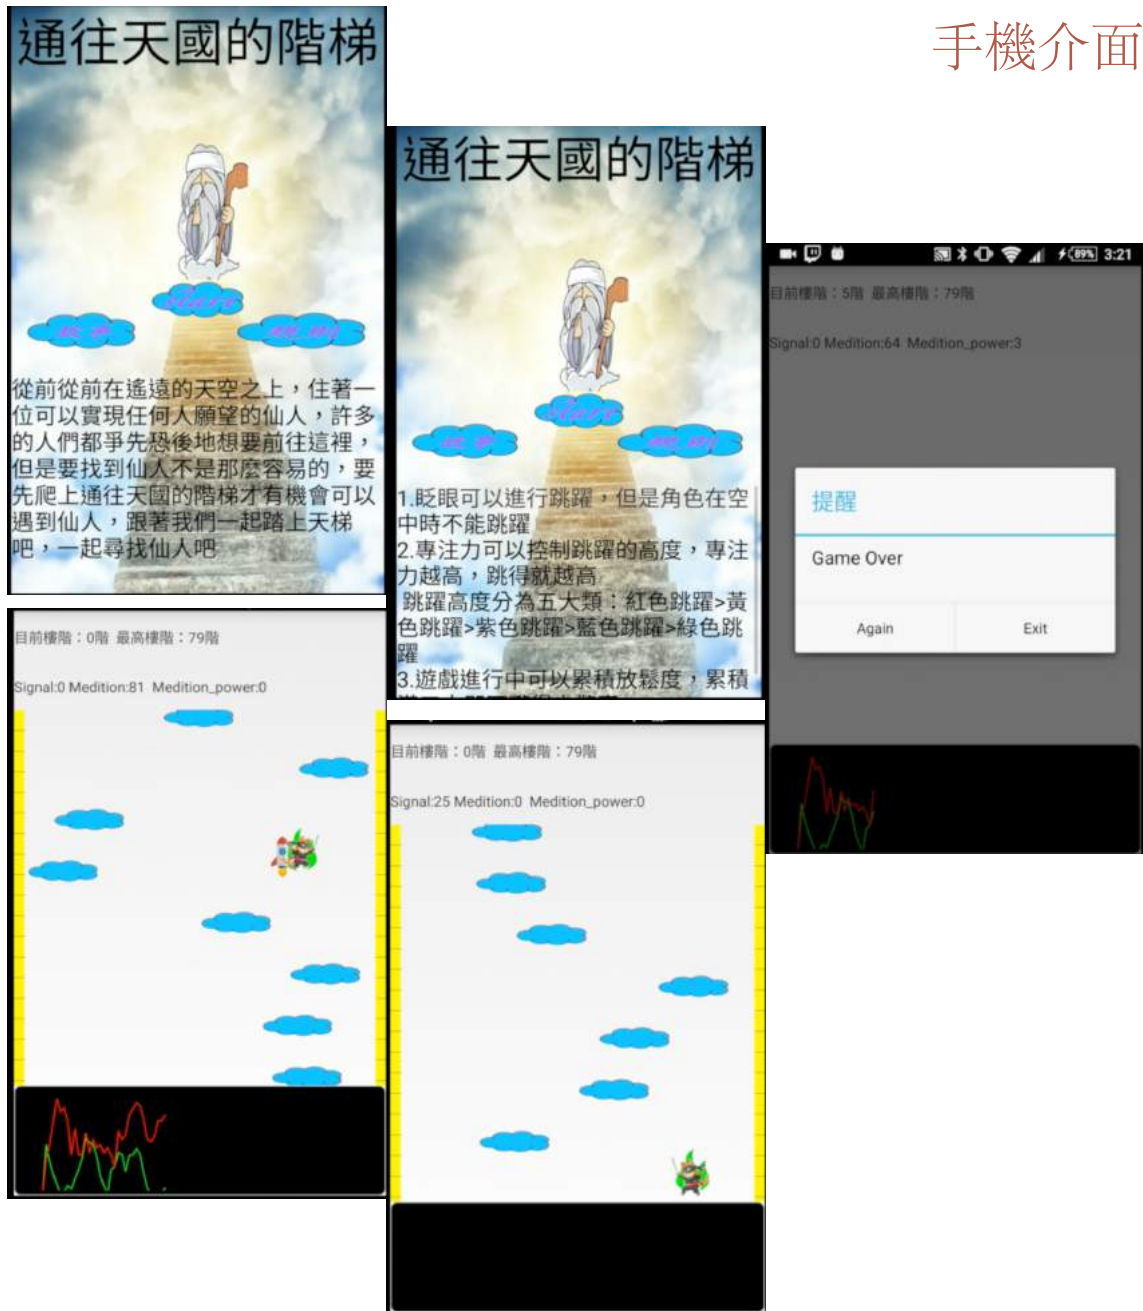 手機介面
通往天國的階梯
start
故事
規則
從前從前在遙遠的天空之上，住著一
位可以實現任何人願望的仙人，許多
的人們都爭先恐後地想要前往這裡，
但是要找到仙人不是那麼容易的，要
先爬上通往天國的階梯才有機會可以
遇到仙人，跟著我們一起踏上天梯
吧，一起尋找仙人吧
通往天國的階梯
start
故事
規則
1.眨眼可以進行跳躍，但是角色在空
中時不能跳躍
2.專注力可以控制跳躍的高度，專注
力越高，跳得就越高
跳躍高度分為五大類：紅色跳躍>黃
色跳躍>紫色跳躍>藍色跳躍>綠色跳
躍
3.遊戲進行中可以累積放鬆度，累積
89% 3:21
目前樓階：5階 最高樓階：79階
Signal:0 Medition:64 Medition_power:3
提醒
Game Over
Again Exit
目前樓階：0階 最高樓階：79階
Signal:0 Medition:81 Medition_power:0
目前樓階：0階 最高樓階：79階
Signal:25 Medition:0 Medition_power:0